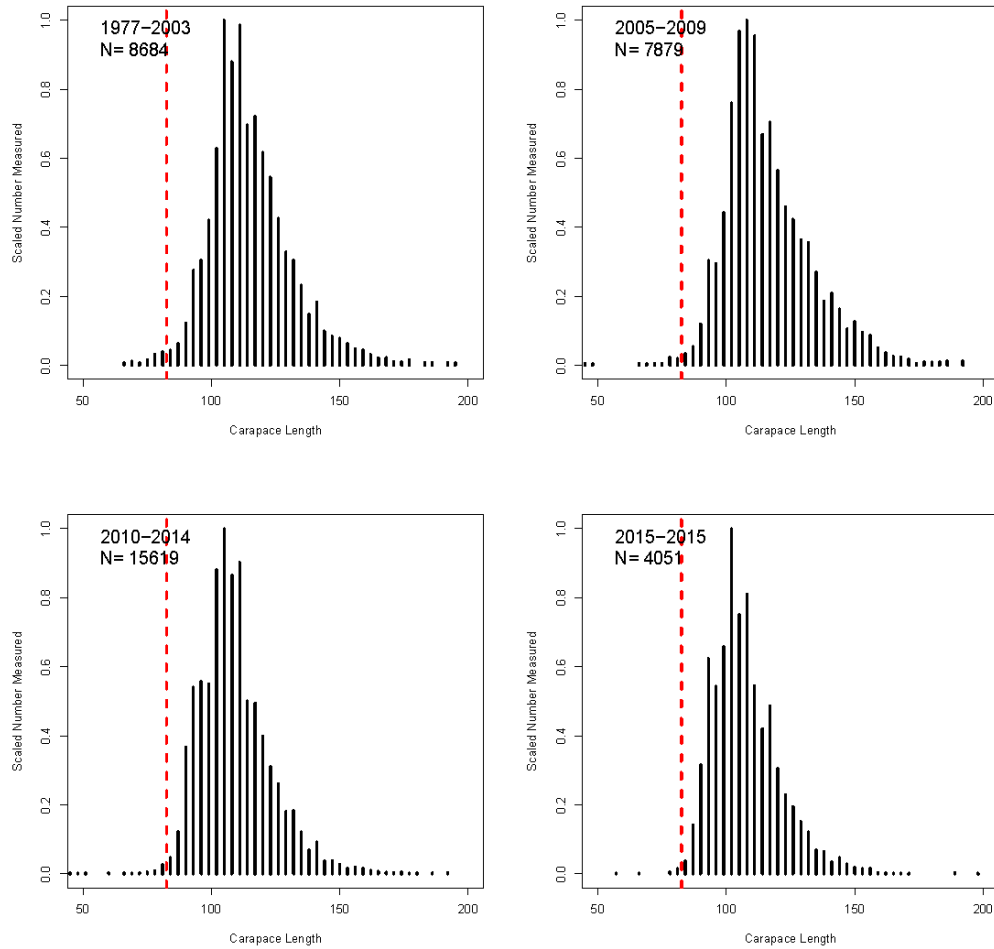 1977−2003
N= 8684
Scaled Number Measured
0.0 0.2 0.4 0.6 0.8 1.0
50 100 150 200
Carapace Length
2005−2009
N= 7879
Scaled Number Measured
0.0 0.2 0.4 0.6 0.8 1.0
50 100 150 200
Carapace Length
2010−2014
N= 15619
Scaled Number Measured
0.0 0.2 0.4 0.6 0.8 1.0
50 100 150 200
Carapace Length
2015−2015
N= 4051
Scaled Number Measured
0.0 0.2 0.4 0.6 0.8 1.0
50 100 150 200
Carapace Length